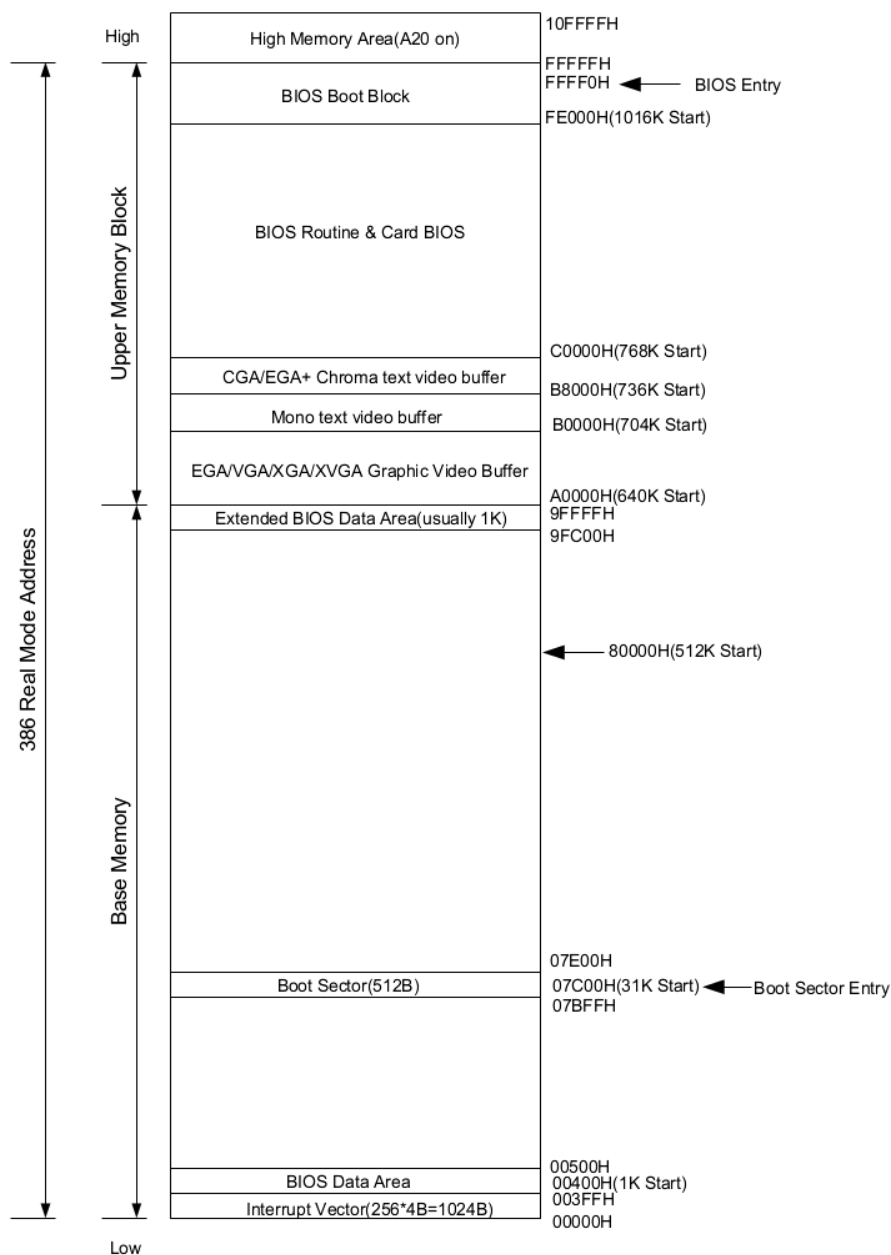 10FFFFH
High
High Memory Area(A20 on)
FFFFFH
FFFF0H
BIOS Entry
BIOS Boot Block
FE000H(1016K Start)
BIOS Routine & Card BIOS
Upper Memory Block
C0000H(768K Start)
CGA/EGA+ Chroma text video buffer
B8000H(736K Start)
Mono text video buffer
B0000H(704K Start)
EGA/VGA/XGA/XVGA Graphic Video Buffer
A0000H(640K Start)
Extended BIOS Data Area(usually 1K)
9FFFFH
9FC00H
386 Real Mode Address
80000H(512K Start)
Base Memory
07E00H
Boot Sector(512B)
07C00H(31K Start)
Boot Sector Entry
07BFFH
00500H
BIOS Data Area
00400H(1K Start)
003FFH
Interrupt Vector(256*4B=1024B)
00000H
Low